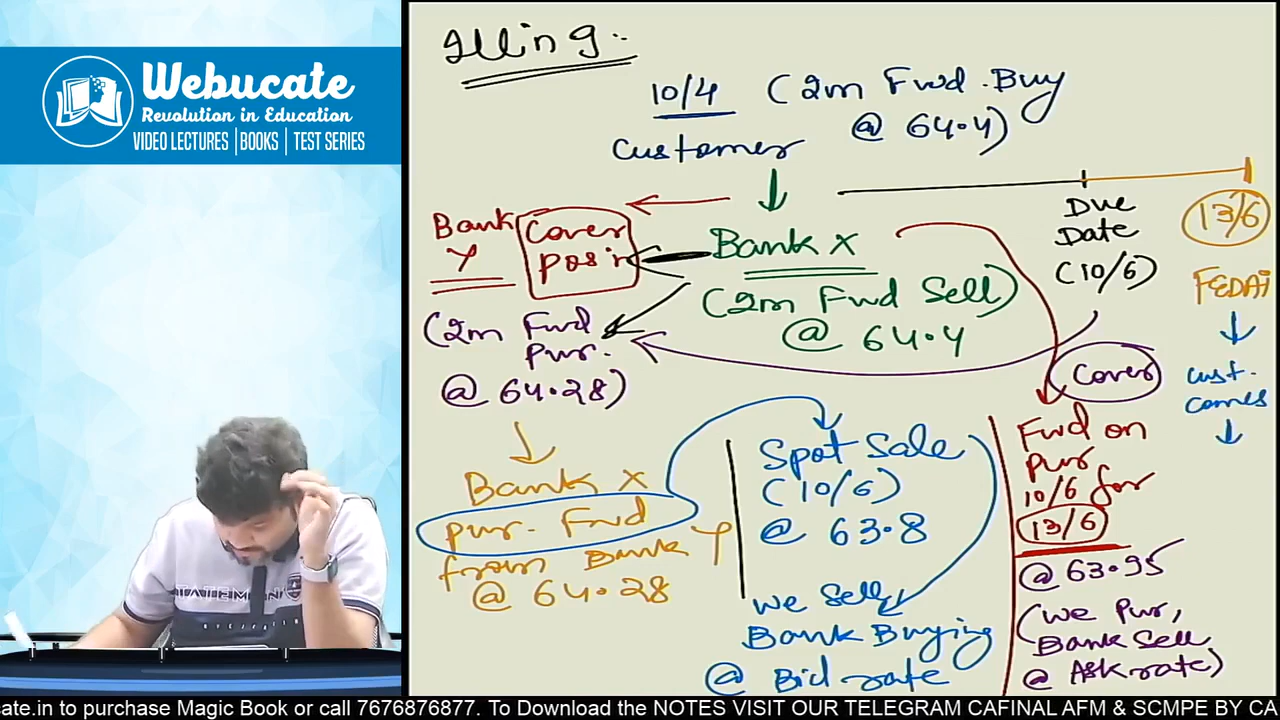 Webucate
Revolution in Education
VIDEO LECTURES | BOOKS | TEST SERIES
Illing..
10/4 (2m Fwd. Buy
@ 64.4)
Customer
Bank
Y
Cover
pos'n
Bank X
(2m Fwd Sell)
@ 64.4
Due
Date
(10/6)
13/6
FEDAI
cust.
comes
(2m Fwd
pur.
@ 64.28)
Cover
Bank X
pur. Fwd
from Bank Y
@ 64.28
Spot Sale
(10/6)
@ 63.8
we sell,
Bank Buying
@ Bid rate
Fwd on
pur
10/6 for
13/6
@ 63.95
(we pur,
Bank Sell
@ Ask rate)
STATEMEN
cate.in to purchase Magic Book or call 7676876877. To Download the NOTES VISIT OUR TELEGRAM CAFINAL AFM & SCMPE BY CA